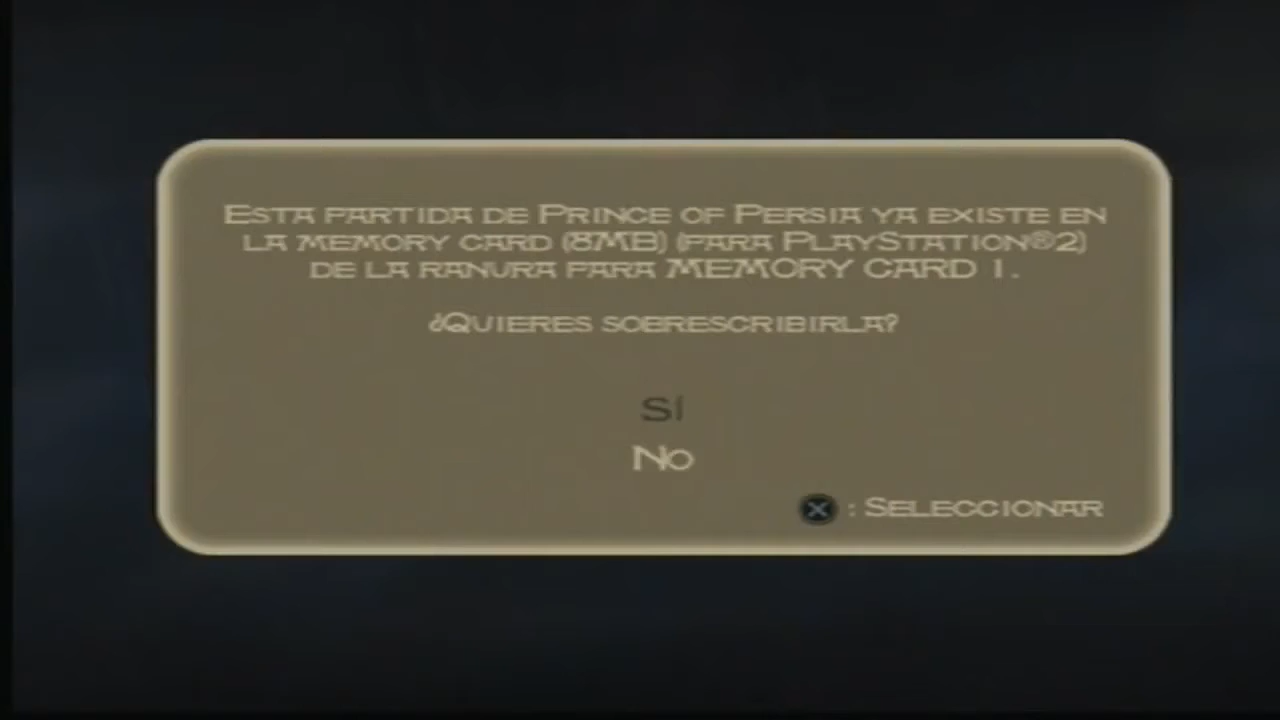 Esta partida de Prince of Persia ya existe en
la memory card (8MB) (para PlayStation®2)
de la ranura para MEMORY CARD 1.
¿Quieres sobrescribirla?
Sí
No
: Seleccionar